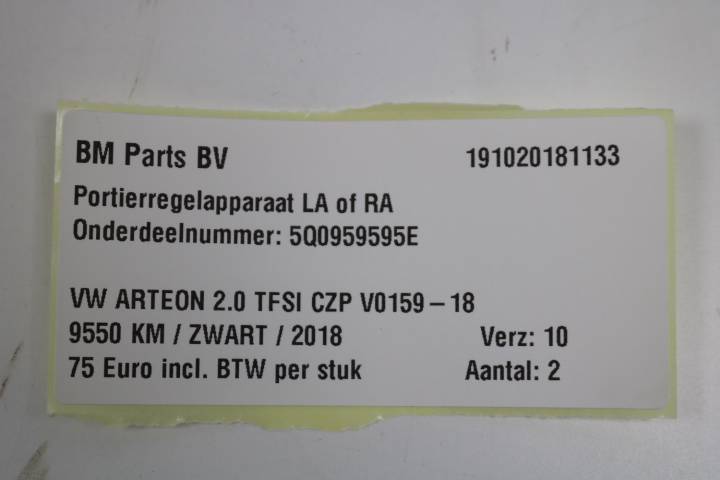 BM Parts BV 191020181133
Portierregelapparaat LA of RA
Onderdeelnummer: 5Q0959595E
VW ARTEON 2.0 TFSI CZP V0159-18
9550 KM / ZWART / 2018 Verz: 10
75 Euro incl. BTW per stuk Aantal: 2